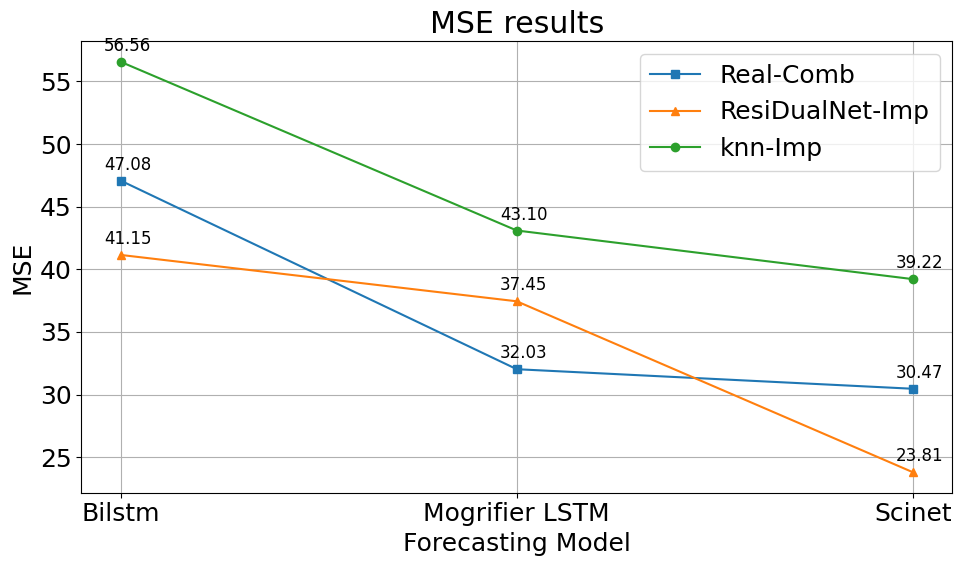 MSE results
56.56
Real-Comb
ResiDualNet-Imp
knn-Imp
55
50
47.08
45
43.10
41.15
40
39.22
37.45
35
32.03
30.47
30
25
23.81
MSE
Bilstm
Mogrifier LSTM
Scinet
Forecasting Model